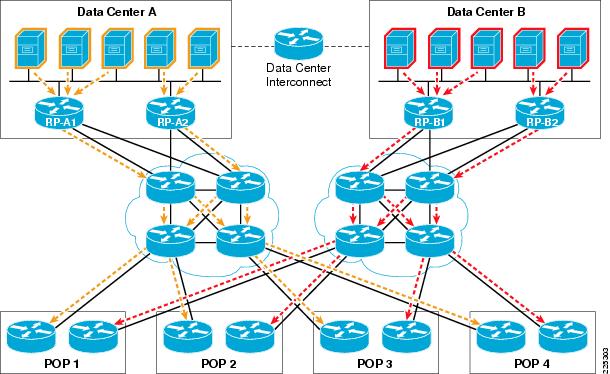 Data Center A
Data Center B
Data Center
Interconnect
RP-A1
RP-A2
RP-B1
RP-B2
POP 1
POP 2
POP 3
POP 4
225303